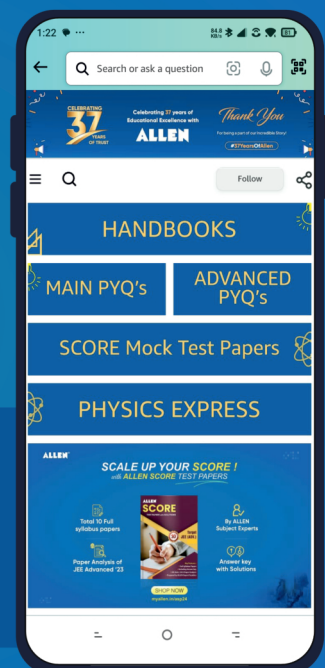 1:22
84.8
KB/s
81
Search or ask a question
CELEBRATING
37
YEARS
OF TRUST
Celebrating 37 years of
Educational Excellence with
ALLEN
Thank You
For being a part of our Incredible Story!
#37YearsOfAllen
Follow
HANDBOOKS
MAIN PYQ's
ADVANCED
PYQ's
SCORE Mock Test Papers
PHYSICS EXPRESS
ALLEN
SCALE UP YOUR SCORE !
with ALLEN SCORE TEST PAPERS
Total 10 Full
syllabus papers
Paper Analysis of
JEE Advanced '23
ALLEN
SCORE
10
By ALLEN
Subject Experts
Answer key
with Solutions
SHOP NOW